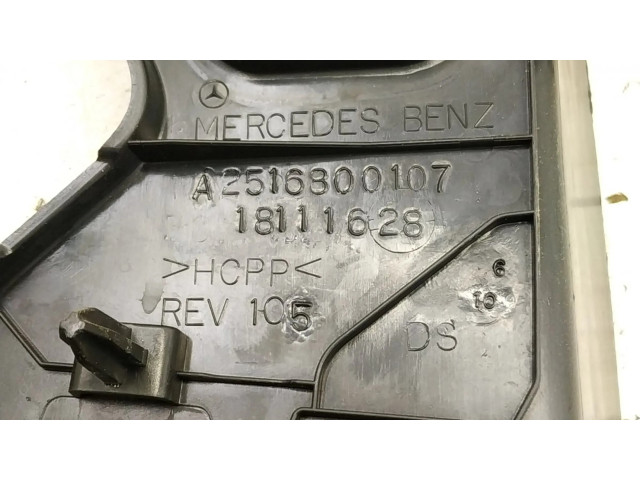 MERCEDES BENZ
A2516800107
18111628
>HCPP<
REV 105
DS
6
10